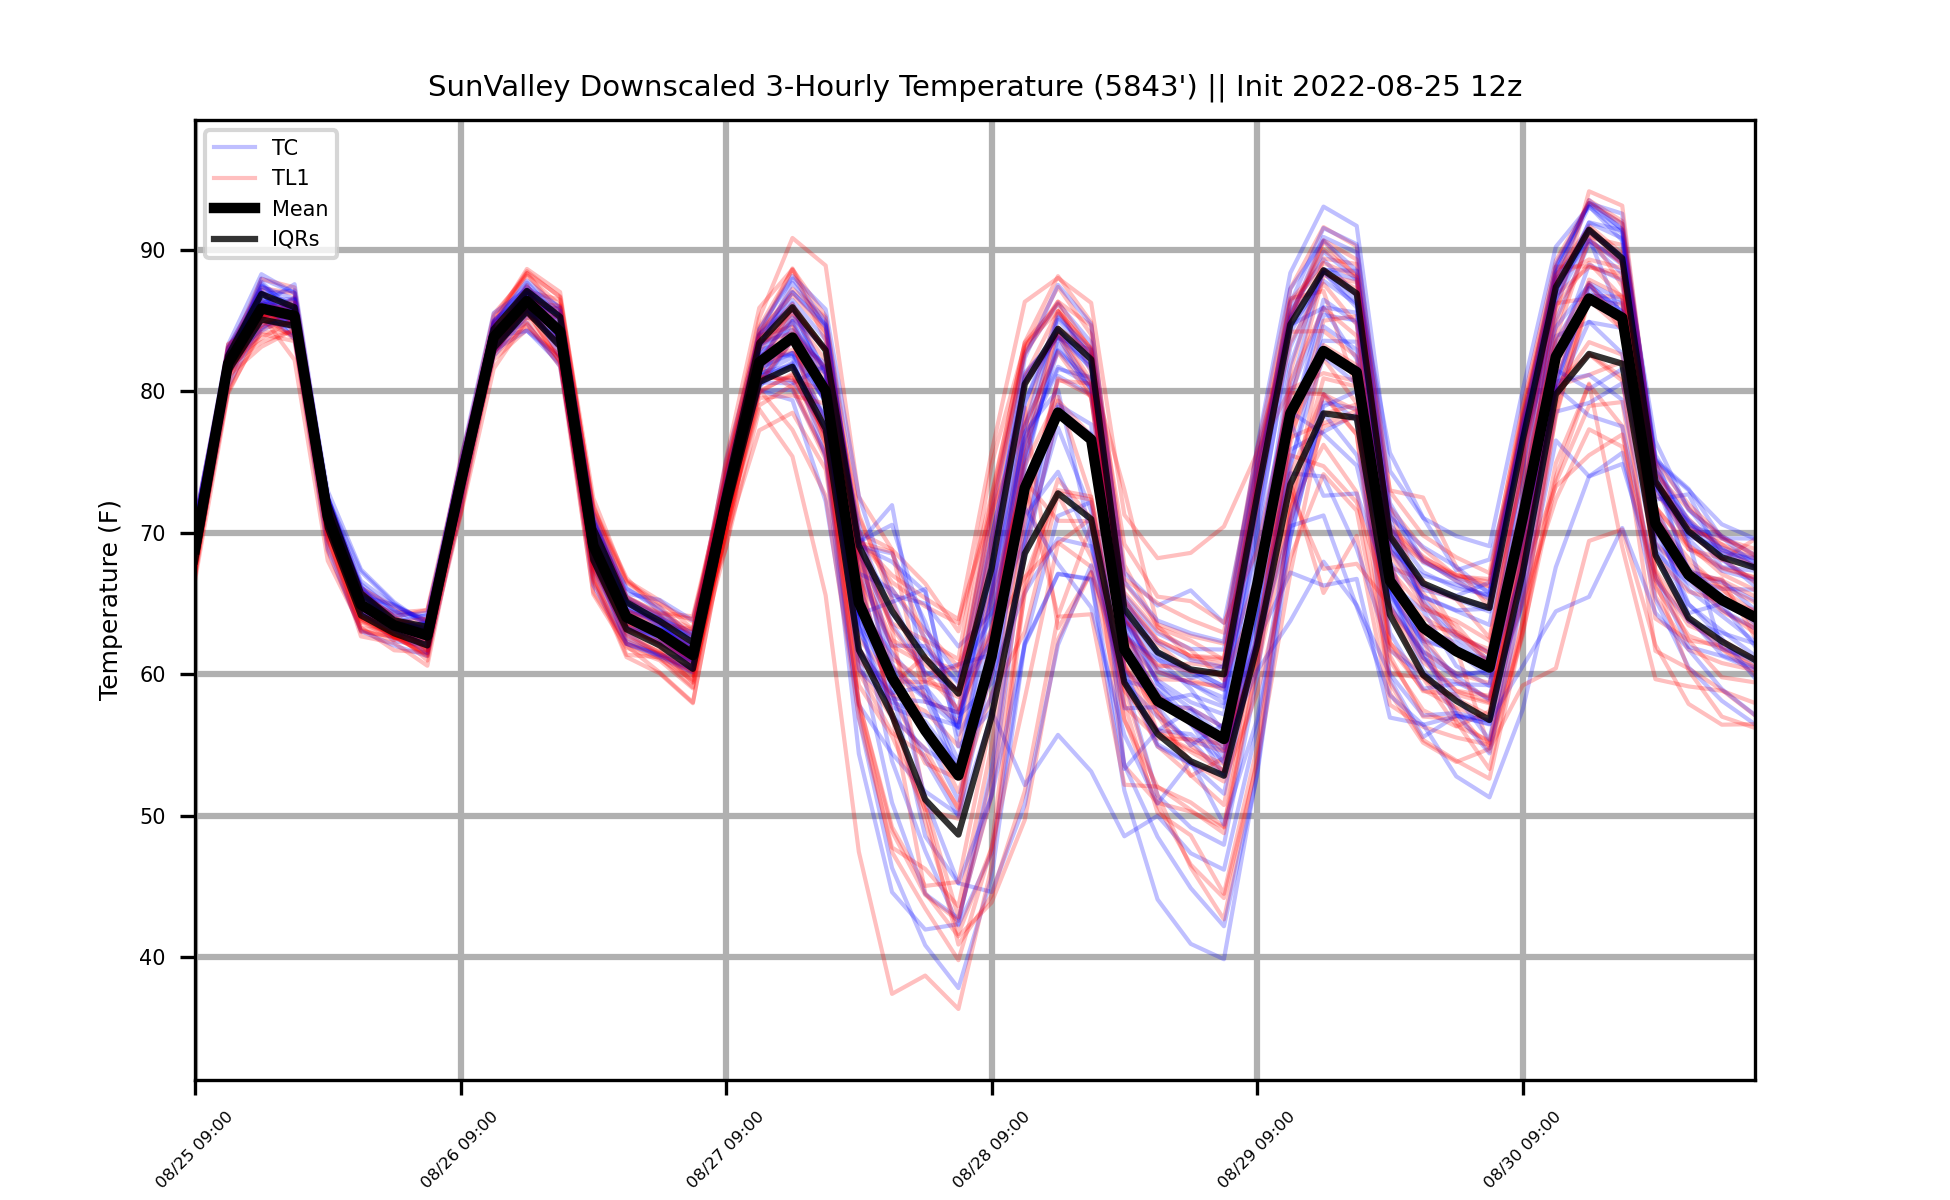 SunValley Downscaled 3-Hourly Temperature (5843') || Init 2022-08-25 12z
TC
TL1
Mean
IQRs
90
80
70
60
50
40
Temperature (F)
08/25 09:00
08/26 09:00
08/27 09:00
08/28 09:00
08/29 09:00
08/30 09:00